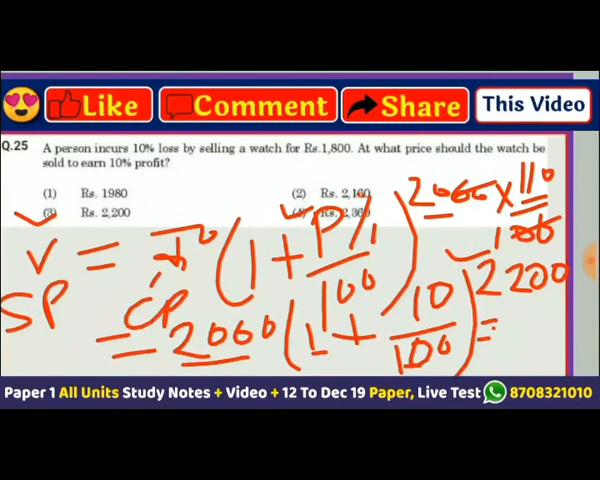 Like Comment Share This Video
Q.25 A person incurs 10% loss by selling a watch for Rs.1,800. At what price should the watch be
sold to earn 10% profit?
(1) Rs. 1980 (2) Rs. 2,160
(3) Rs. 2,200 (4) Rs. 2,360
2000 × 110
100
V = (1 + P% / 100)
2200
SP = CP
2000 (1 + 10 / 100) =
Paper 1 All Units Study Notes + Video + 12 To Dec 19 Paper, Live Test 8708321010